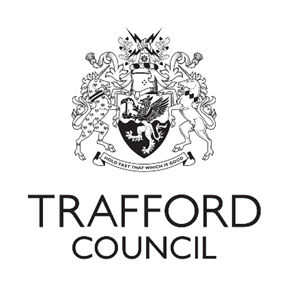 HOLD FAST THAT WHICH IS GOOD
TRAFFORD
COUNCIL